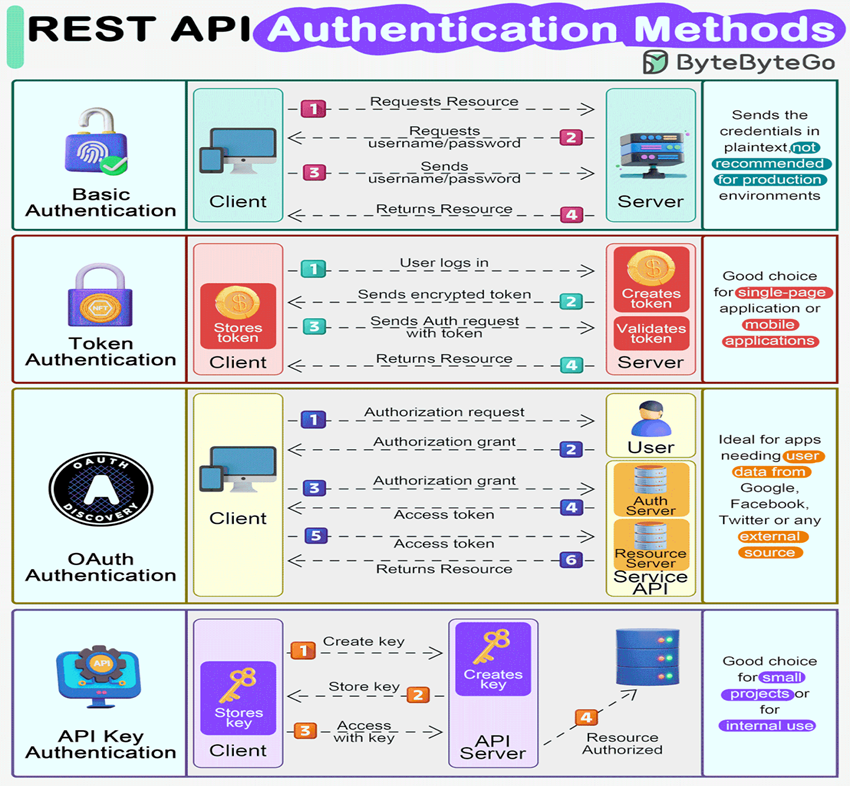 REST API Authentication Methods
ByteByteGo
Basic
Authentication
Client
1
Requests Resource
Requests
username/password
2
3
Sends
username/password
Returns Resource
4
Server
Sends the
credentials in
plaintext,not
recommended
for production
environments
NFT
Token
Authentication
Stores
token
Client
1
User logs in
Sends encrypted token
2
3
Sends Auth request
with token
Returns Resource
4
Creates
token
Validates
token
Server
Good choice
for single-page
application or
mobile
applications
OAUTH
A
DISCOVERY
OAuth
Authentication
Client
1
Authorization request
Authorization grant
2
3
Authorization grant
4
Access token
5
Access token
6
Returns Resource
User
Auth
Server
Resource
Server
Service
API
Ideal for apps
needing user
data from
Google,
Facebook,
Twitter or any
external
source
API
API Key
Authentication
Stores
key
Client
1
Create key
Store key
2
3
Access
with key
Creates
key
API
Server
4
Resource
Authorized
Good choice
for small
projects or
for
internal use